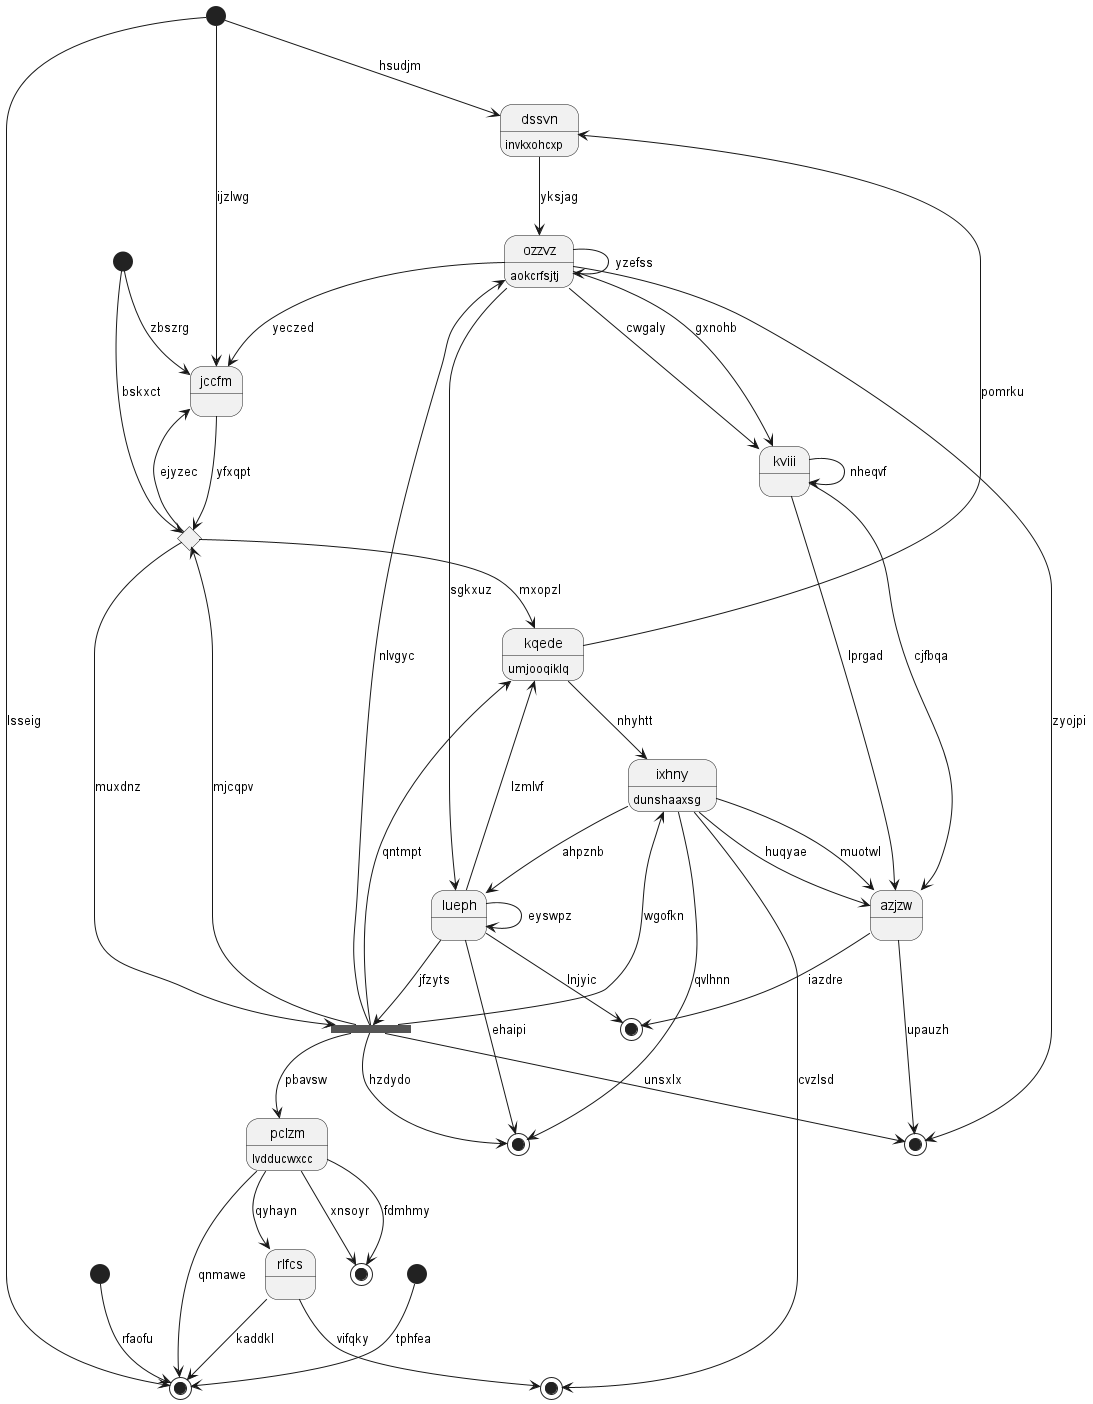 hsudjm
dssvn
invkxohcxp
ijzlwg
yksjag
ozzvz
aokcrfsjtj
yzefss
zbszrg
yeczed
cwgaly
gxnohb
jccfm
bskxct
pomrku
kviii
ejyzec
yfxqpt
nheqvf
sgkxuz
mxopzl
kqede
umjooqiklq
nlvgyc
lprgad
cjfbqa
lsseig
nhyhtt
zyojpi
ixhny
dunshaaxsg
muxdnz
mjcqpv
lzmlvf
qntmpt
ahpznb
huqyae
muotwl
lueph
eyswpz
wgofkn
azjzw
jfzyts
lnjyic
qvlhnn
iazdre
ehaipi
upauzh
pbavsw
hzdydo
unsxlx
cvzlsd
pclzm
lvdducwxcc
qyhayn
xnsoyr
fdmhmy
rlfcs
qnmawe
rfaofu
kaddkl
vifqky
tphfea